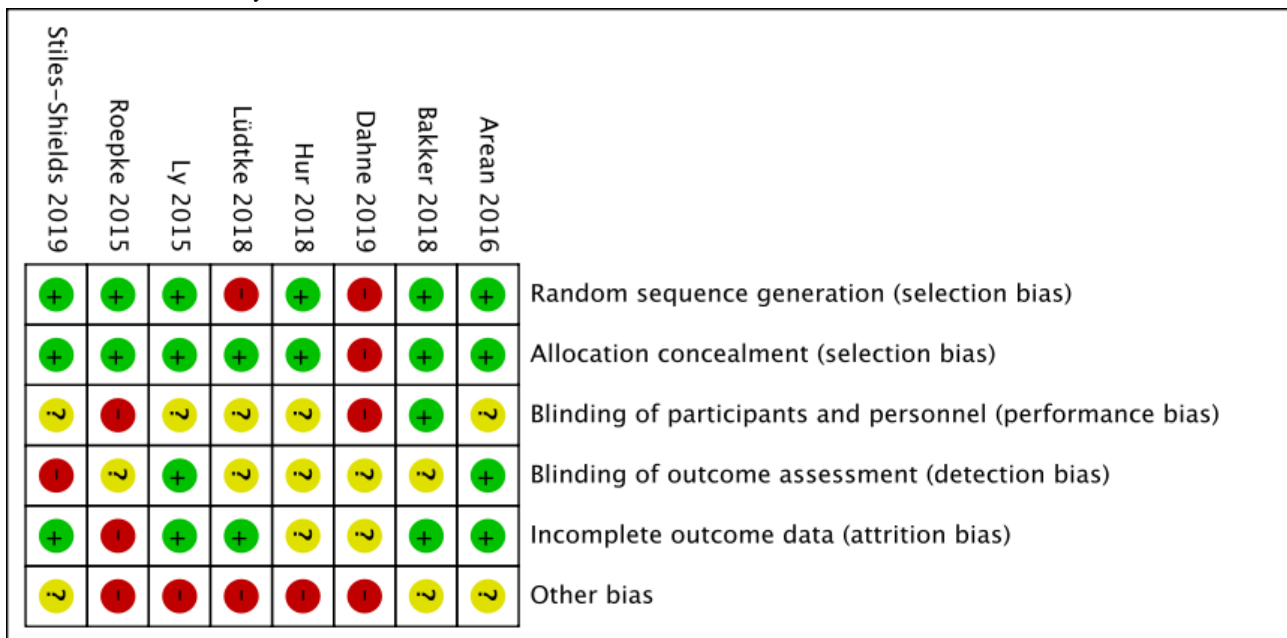 Stiles-Shields 2019
Roepke 2015
Ly 2015
Lüdtke 2018
Hur 2018
Dahne 2019
Bakker 2018
Arean 2016
+ + + - + - + + Random sequence generation (selection bias)
+ + + + + - + + Allocation concealment (selection bias)
? - ? ? ? - + ? Blinding of participants and personnel (performance bias)
- ? + ? ? ? ? + Blinding of outcome assessment (detection bias)
+ - + + ? ? + + Incomplete outcome data (attrition bias)
? - - - - - ? ? Other bias